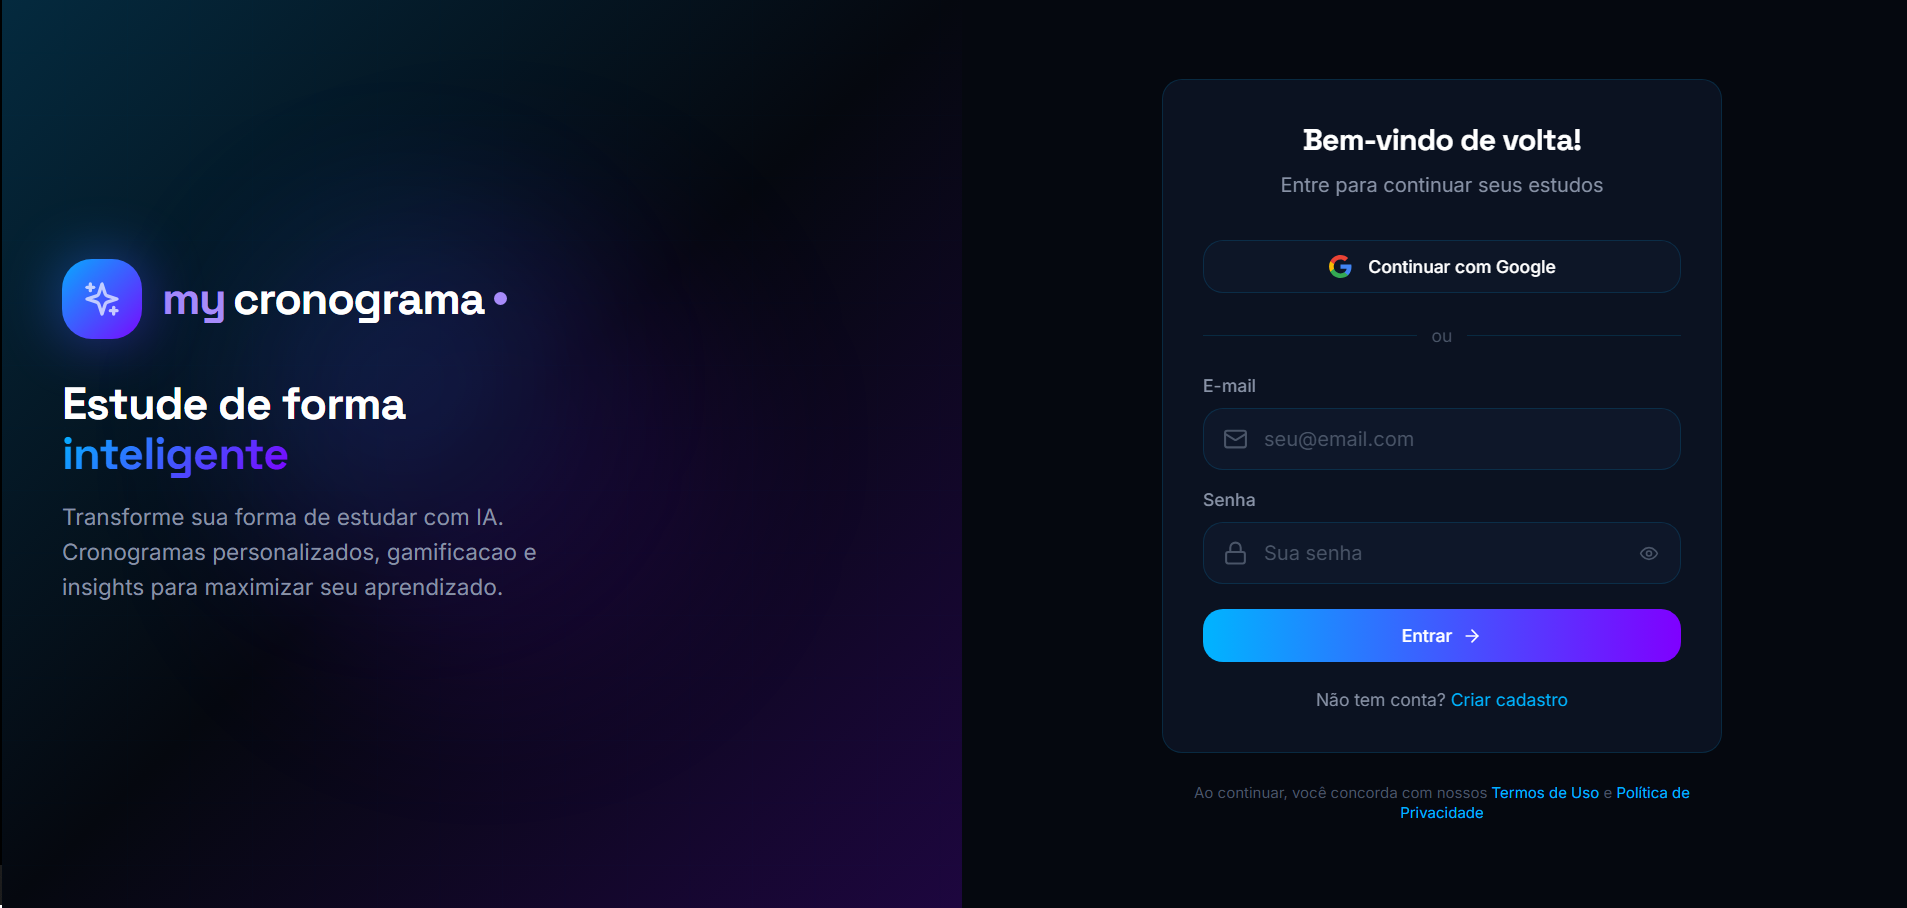 my cronograma
Estude de forma
inteligente
Transforme sua forma de estudar com IA.
Cronogramas personalizados, gamificacao e
insights para maximizar seu aprendizado.
Bem-vindo de volta!
Entre para continuar seus estudos
Continuar com Google
ou
E-mail
seu@email.com
Senha
Sua senha
Entrar →
Não tem conta? Criar cadastro
Ao continuar, você concorda com nossos Termos de Uso e Política de
Privacidade